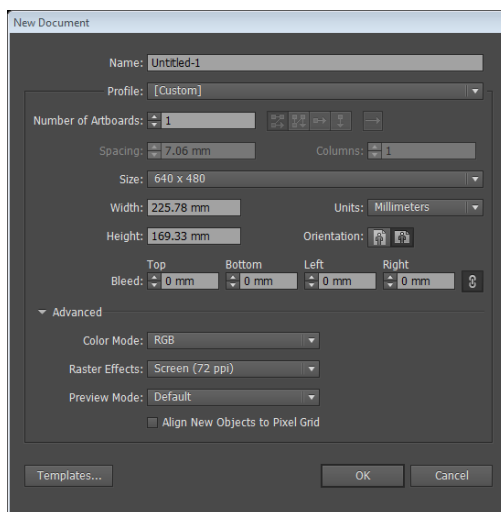 New Document
Name: Untitled-1
Profile: [Custom]
Number of Artboards: 1
Spacing: 7.06 mm Columns: 1
Size: 640 x 480
Width: 225.78 mm Units: Millimeters
Height: 169.33 mm Orientation:
Top Bottom Left Right
Bleed: 0 mm 0 mm 0 mm 0 mm
Advanced
Color Mode: RGB
Raster Effects: Screen (72 ppi)
Preview Mode: Default
Align New Objects to Pixel Grid
Templates... OK Cancel